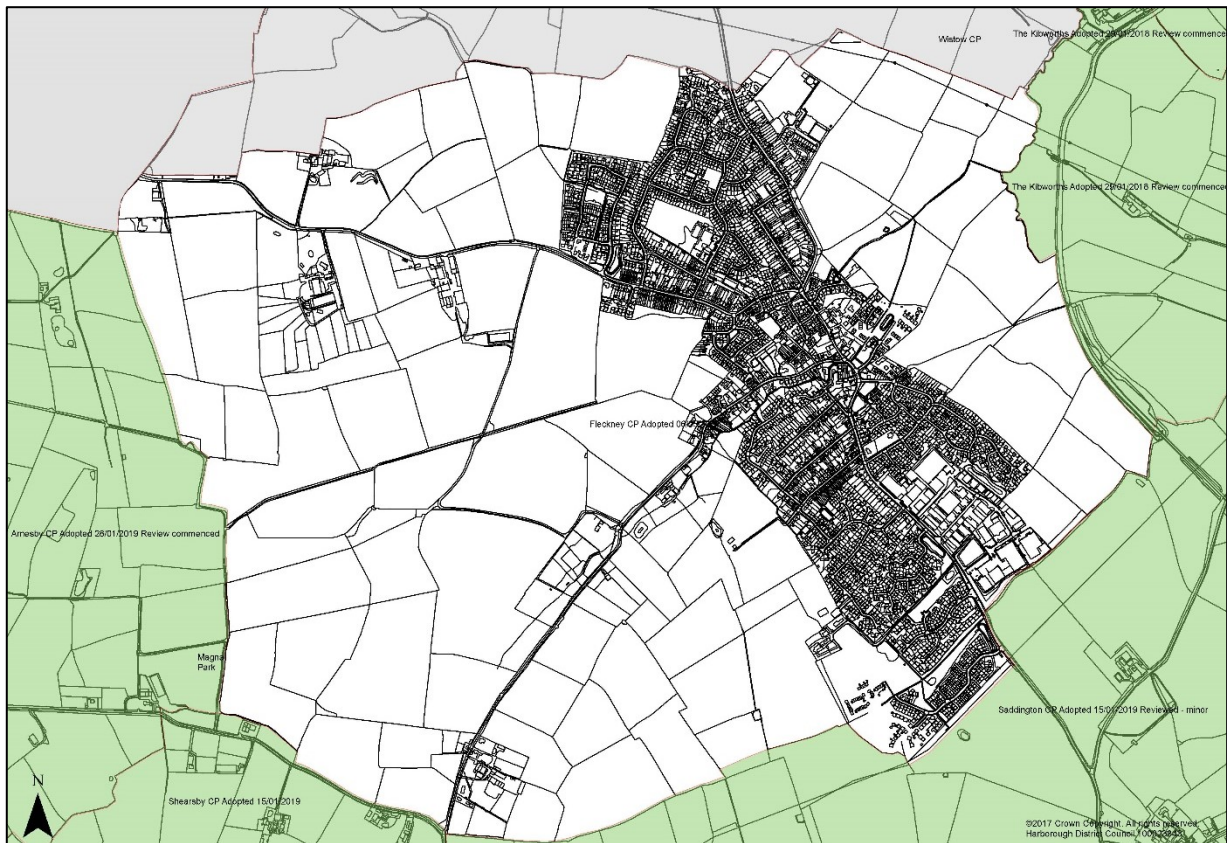 Wistow CP
The Kibworths Adopted 29/01/2018 Review commence
The Kibworths Adopted 29/01/2018 Review commenced
Fleckney CP Adopted
Arnesby CP Adopted 26/01/2019 Review commenced
Magna
Park
Saddington CP Adopted 15/01/2019 Reviewed - minor
Shearsby CP Adopted 15/01/2019
N
©2017 Crown Copyright. All rights reserved.
Harborough District Council